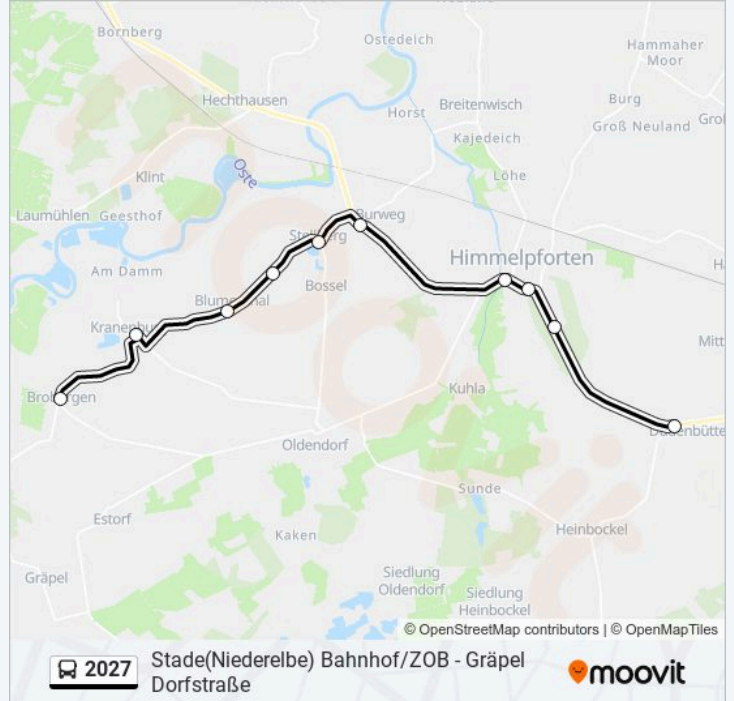 Bornberg
Ostedeich
Hammaher
Moor
Hechthausen
Horst
Breitenwisch
Burg
Groß Neuland
Kajedeich
Klint
Oste
Löhe
Laumühlen
Geesthof
Burweg
Himmelpforten
Am Damm
Bossel
Kuhla
Oldendorf
Sunde
Estorf
Kaken
Heinbockel
Gräpel
Siedlung
Oldendorf
Siedlung
Heinbockel
© OpenStreetMap contributors | © OpenMapTiles
2027
Stade(Niederelbe) Bahnhof/ZOB - Gräpel
Dorfstraße
moovit